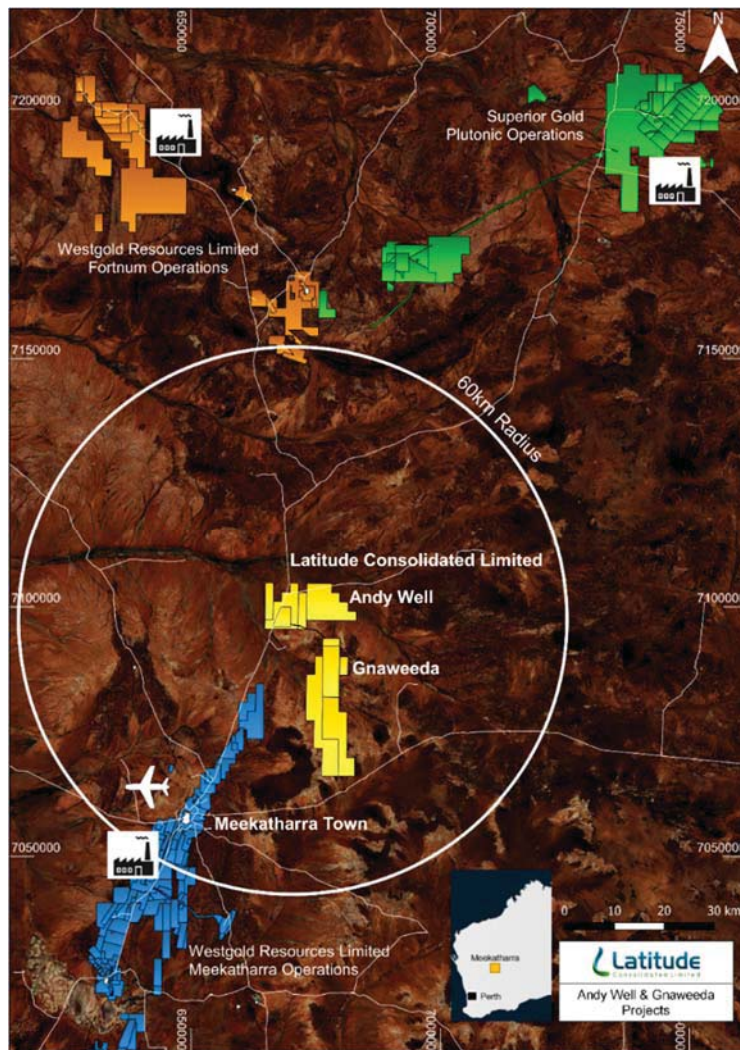 650000
700000
750000
N
7200000
7200000
Superior Gold
Plutonic Operations
Westgold Resources Limited
Fortnum Operations
7150000
7150000
60km Radius
Latitude Consolidated Limited
Andy Well
7100000
7100000
Gnaweeda
Meekatharra Town
7050000
7050000
Westgold Resources Limited
Meekatharra Operations
Meekatharra
Perth
0 10 20 30 km
Latitude
Consolidated Limited
Andy Well & Gnaweeda
Projects
650000
700000
750000